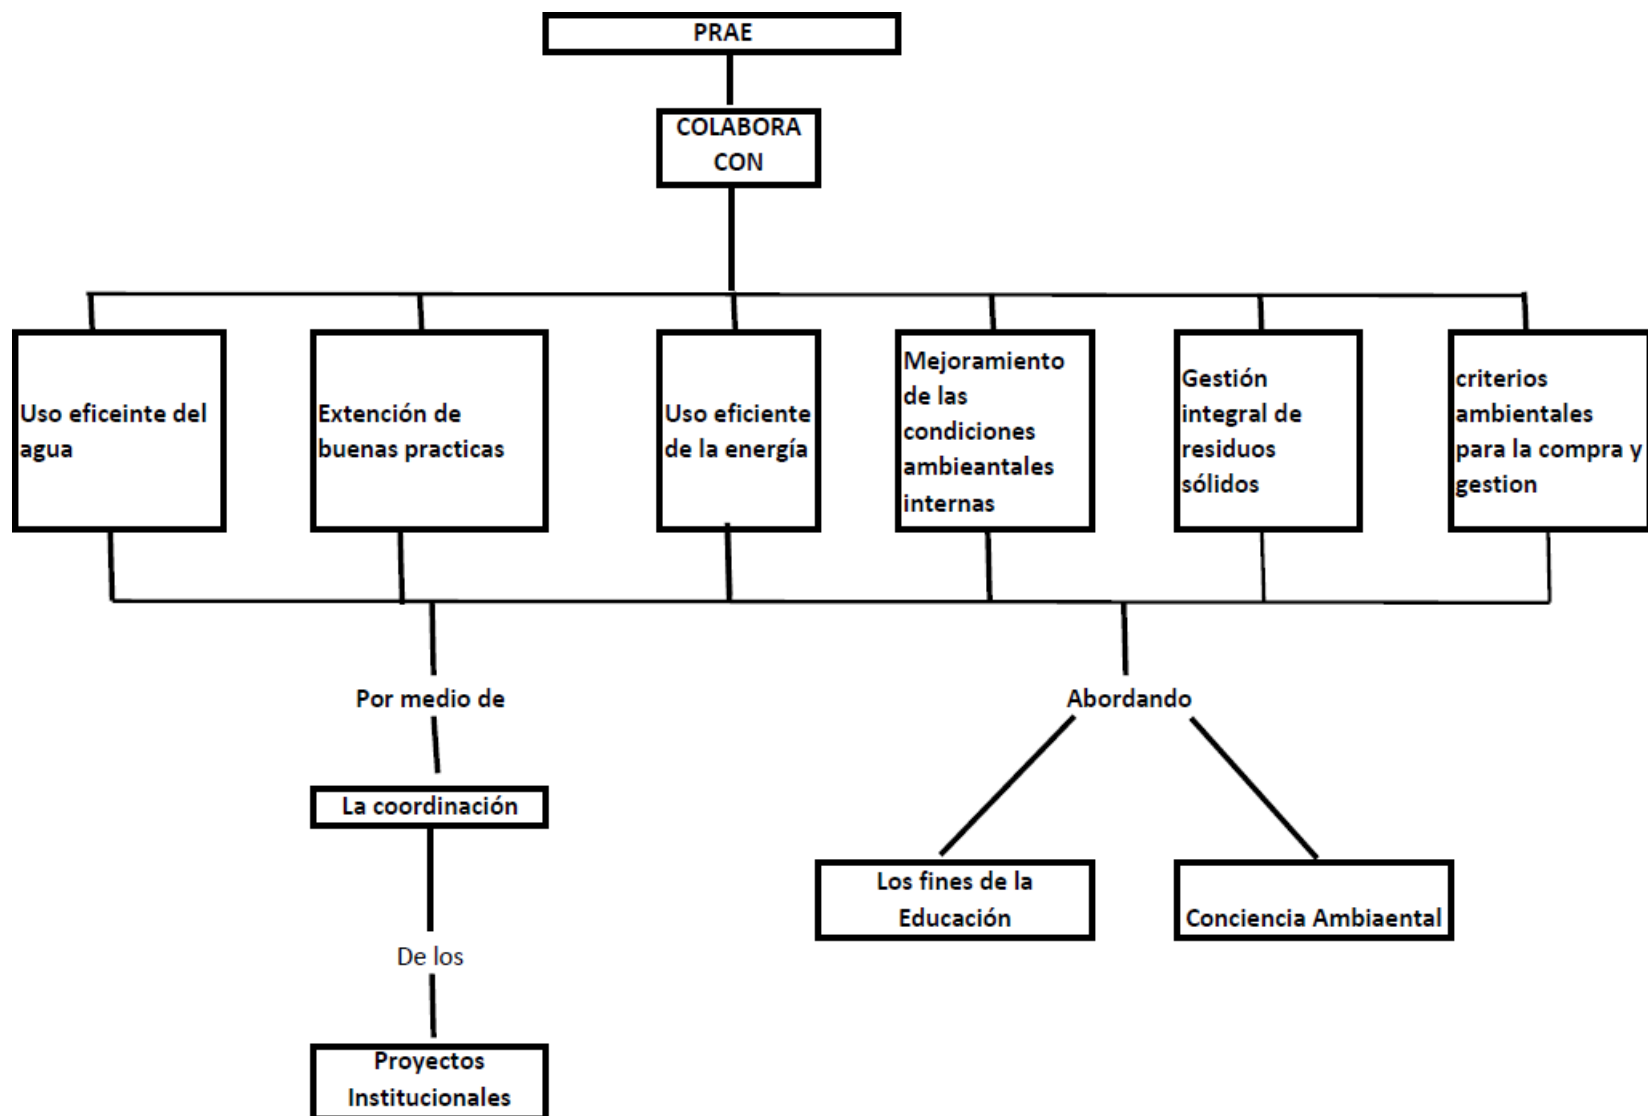 PRAE
COLABORA
CON
Uso eficeinte del
agua
Extención de
buenas practicas
Uso eficiente
de la energía
Mejoramiento
de las
condiciones
ambieantales
internas
Gestión
integral de
residuos
sólidos
criterios
ambientales
para la compra y
gestion
Por medio de
Abordando
La coordinación
Los fines de la
Educación
Conciencia Ambiaental
De los
Proyectos
Institucionales